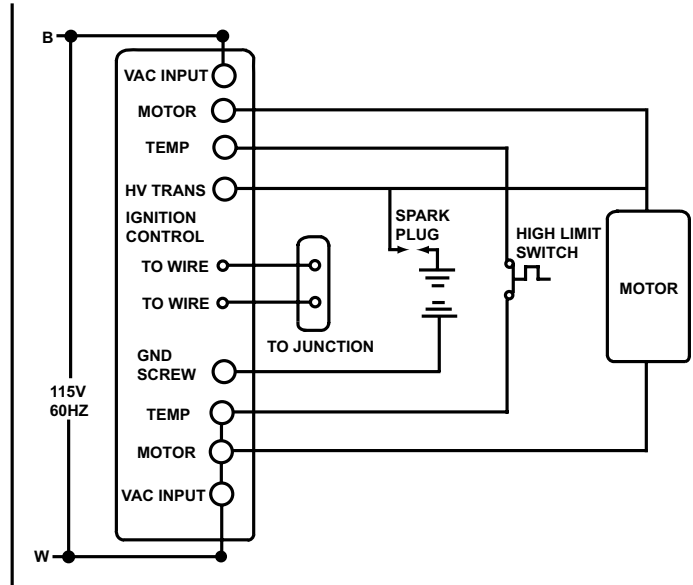 B
VAC INPUT
MOTOR
TEMP
HV TRANS
IGNITION
CONTROL
SPARK
PLUG
HIGH LIMIT
SWITCH
TO WIRE
TO WIRE
MOTOR
TO JUNCTION
GND
SCREW
115V
60HZ
TEMP
MOTOR
VAC INPUT
W